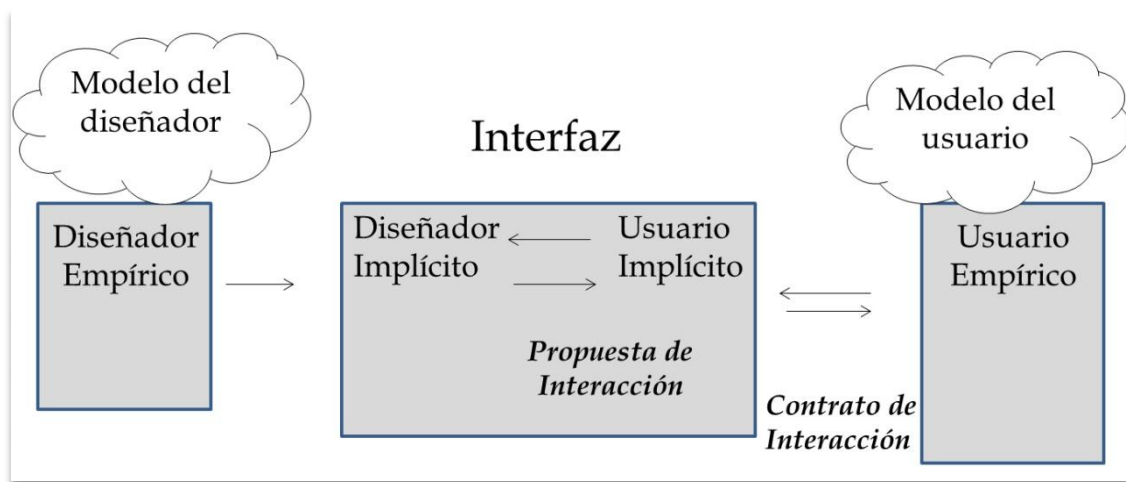 Modelo del
diseñador
Interfaz
Modelo del
usuario
Diseñador
Empírico
Diseñador
Implícito
Usuario
Implícito
Propuesta de
Interacción
Contrato de
Interacción
Usuario
Empírico